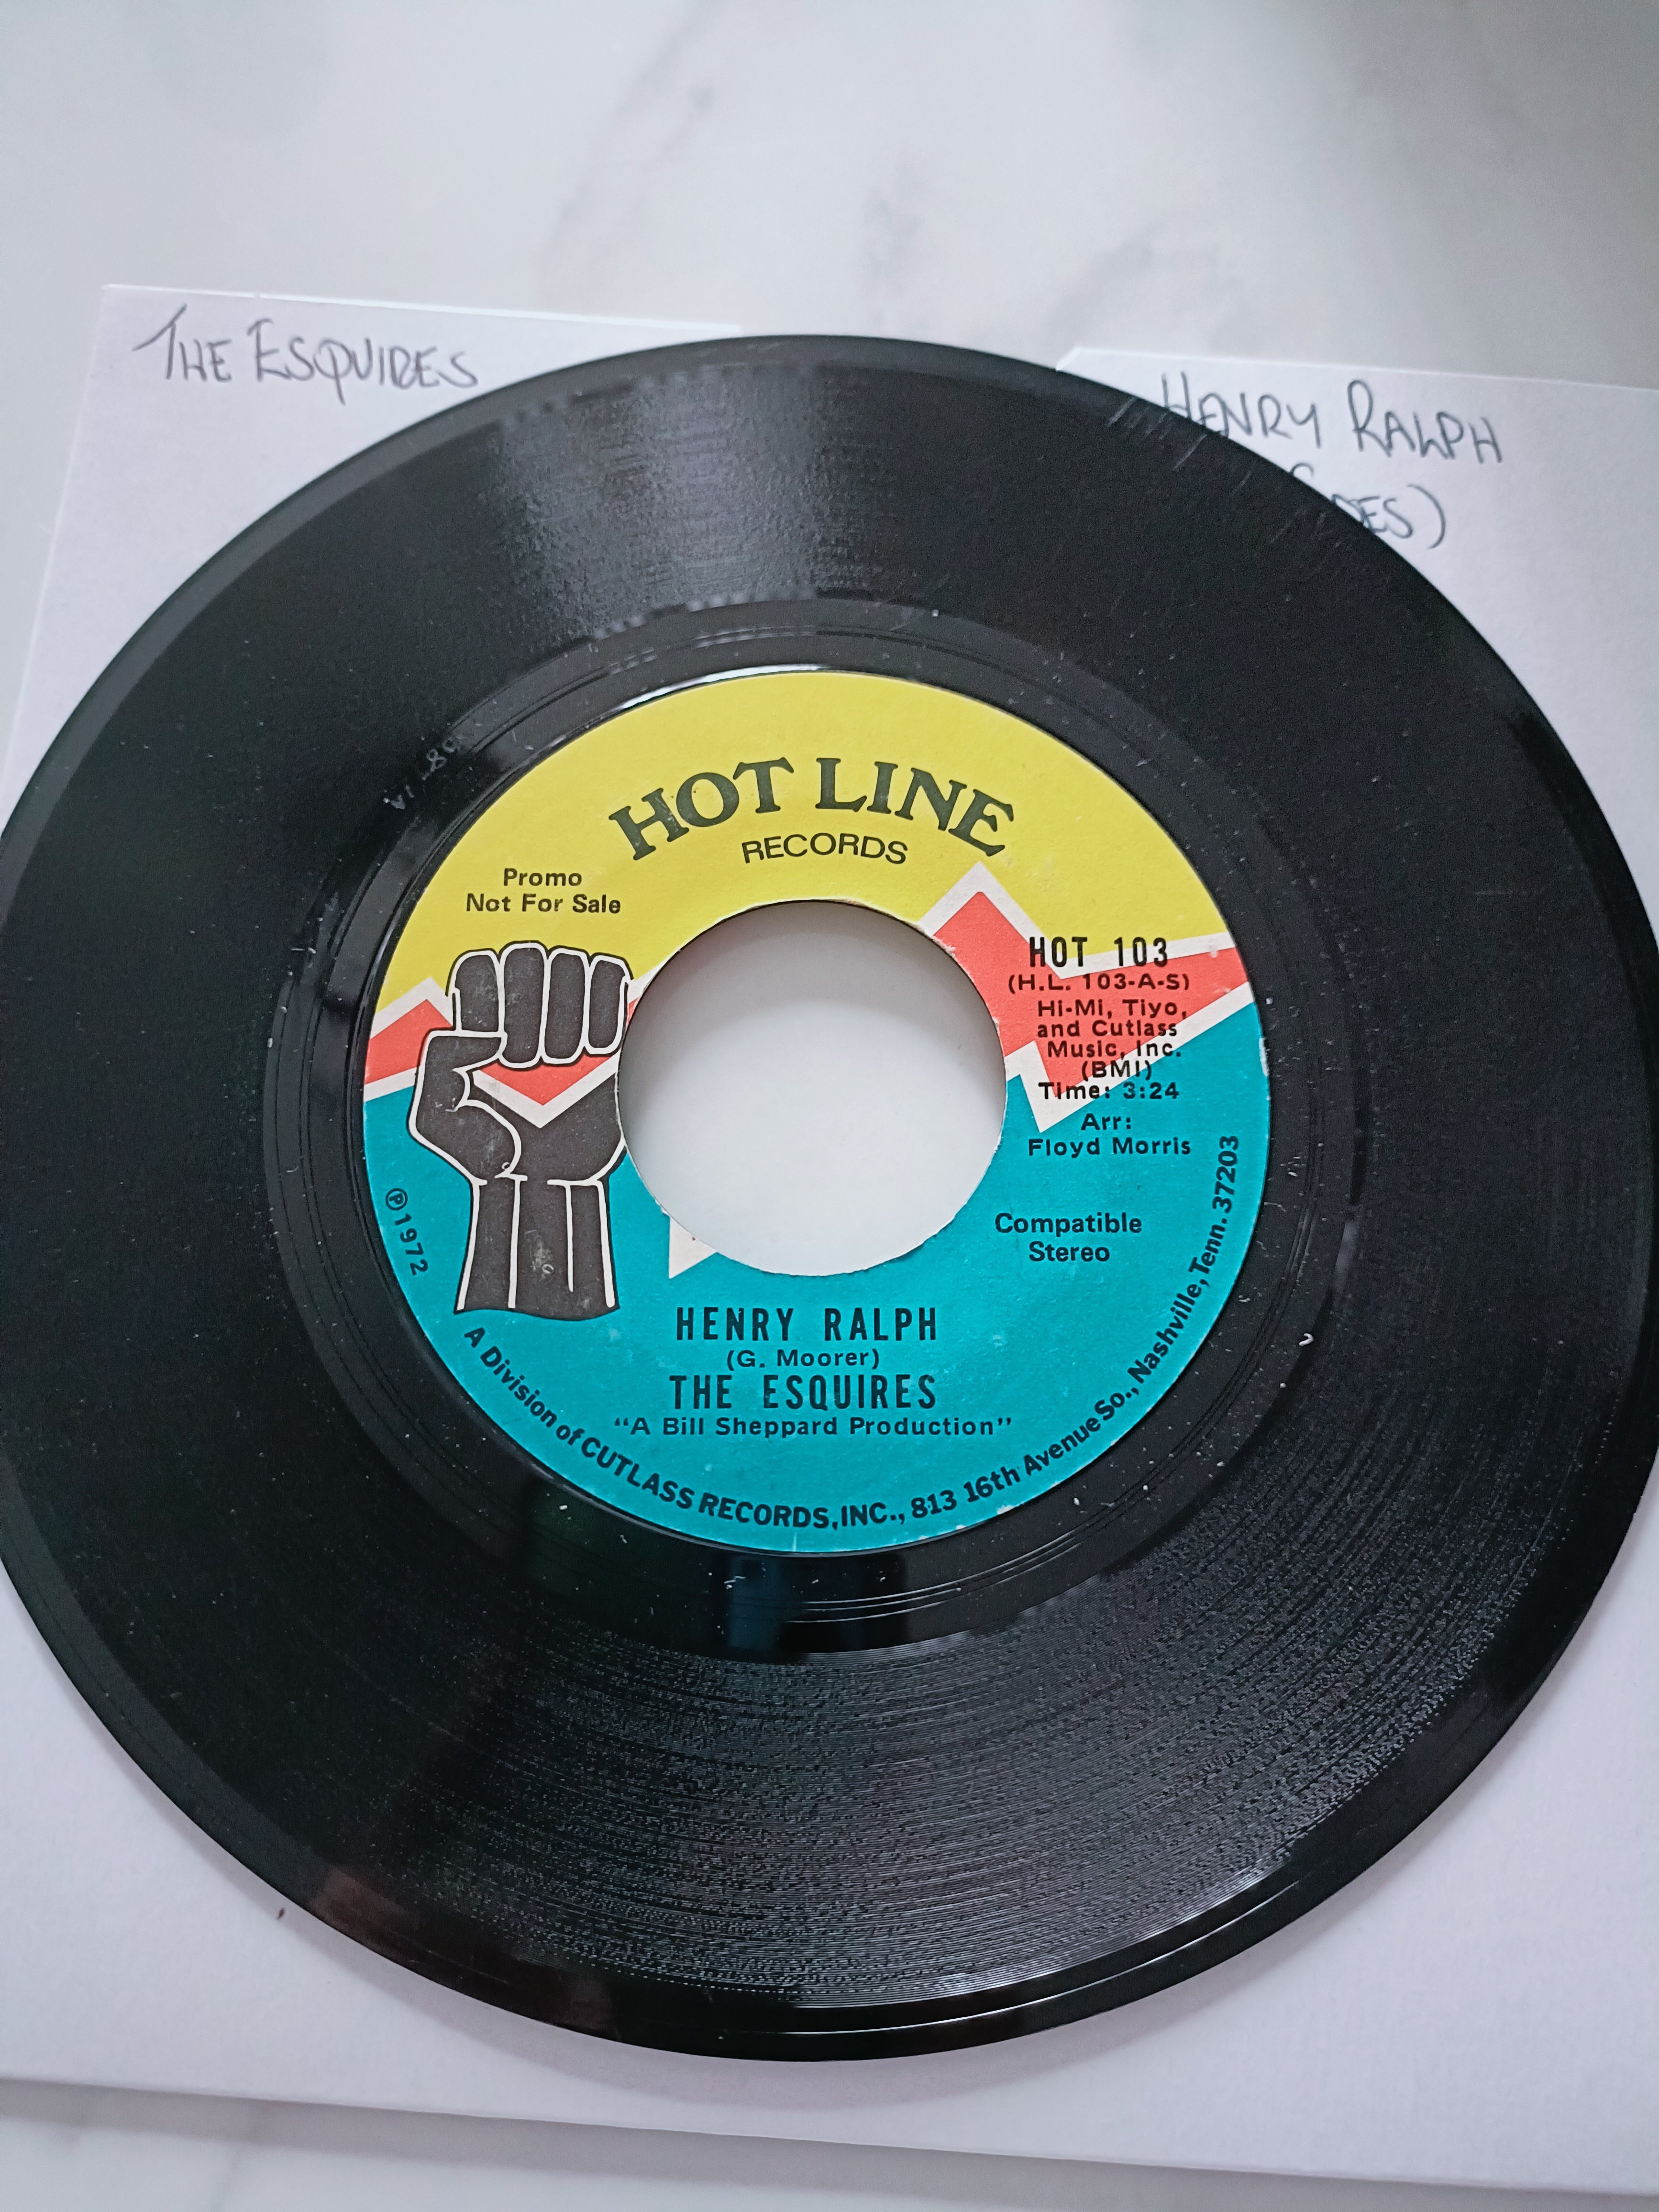 THE ESQUIRES
HENRY RALPH
HOT LINE
RECORDS
Promo
Not For Sale
HOT 103
(H.L. 103-A-S)
Hi-Mi, Tiyo,
and Cutlass
Music, Inc.
(BMI)
Time: 3:24
Arr:
Floyd Morris
Compatible
Stereo
℗ 1972
HENRY RALPH
(G. Moorer)
THE ESQUIRES
"A Bill Sheppard Production"
A Division of CUTLASS RECORDS, INC., 813 16th Avenue So., Nashville, Tenn. 37203